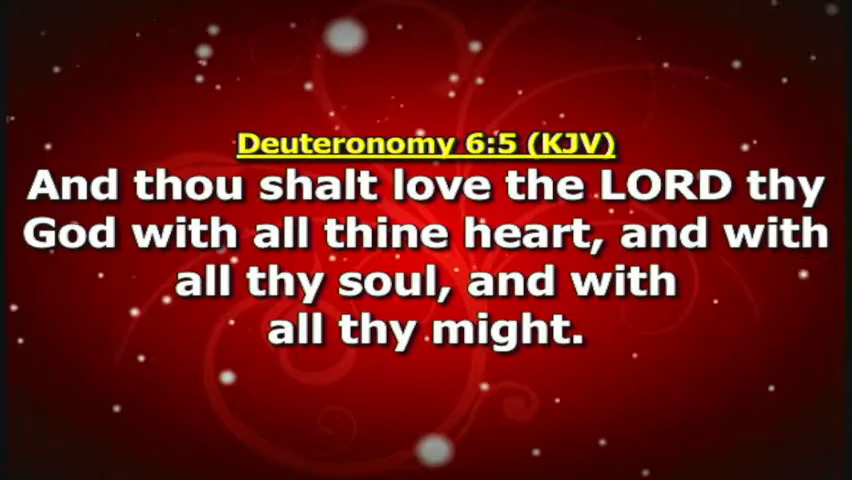 Deuteronomy 6:5 (KJV)
And thou shalt love the LORD thy
God with all thine heart, and with
all thy soul, and with
all thy might.